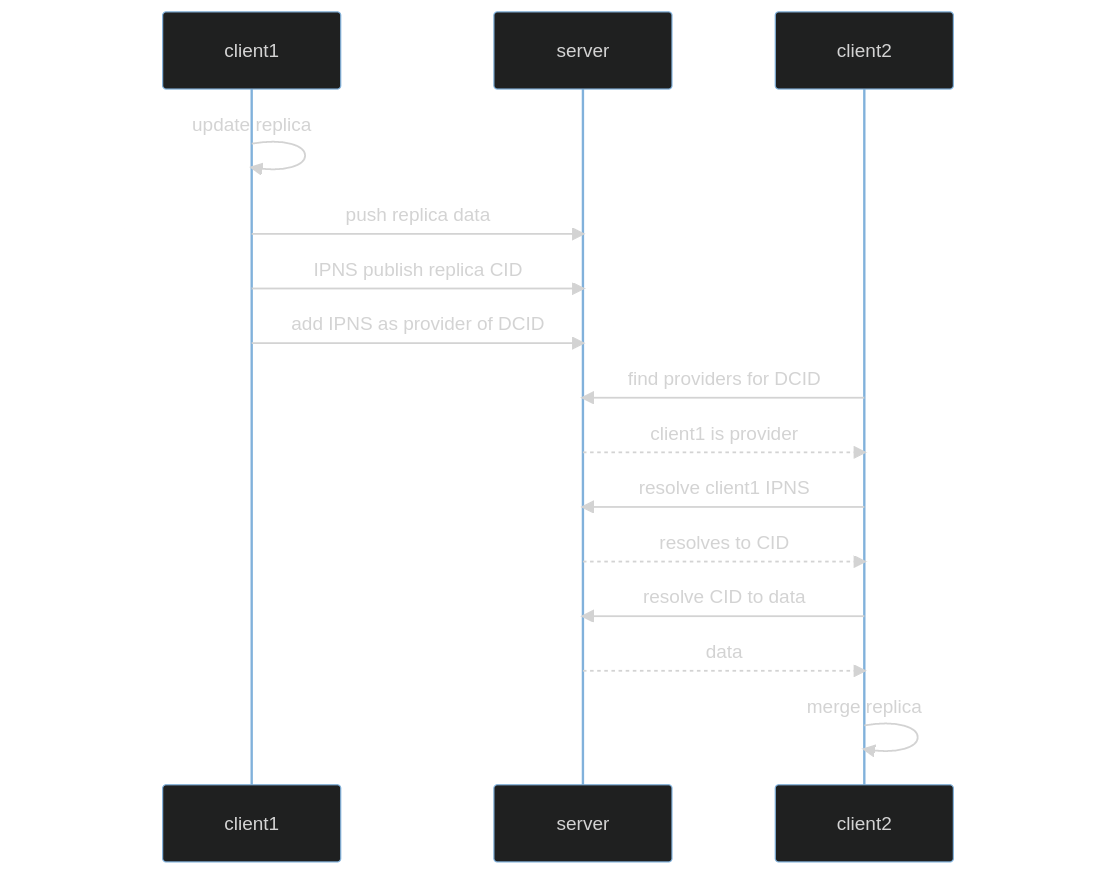 client1
server
client2
update replica
push replica data
IPNS publish replica CID
add IPNS as provider of DCID
find providers for DCID
client1 is provider
resolve client1 IPNS
resolves to CID
resolve CID to data
data
merge replica
client1
server
client2